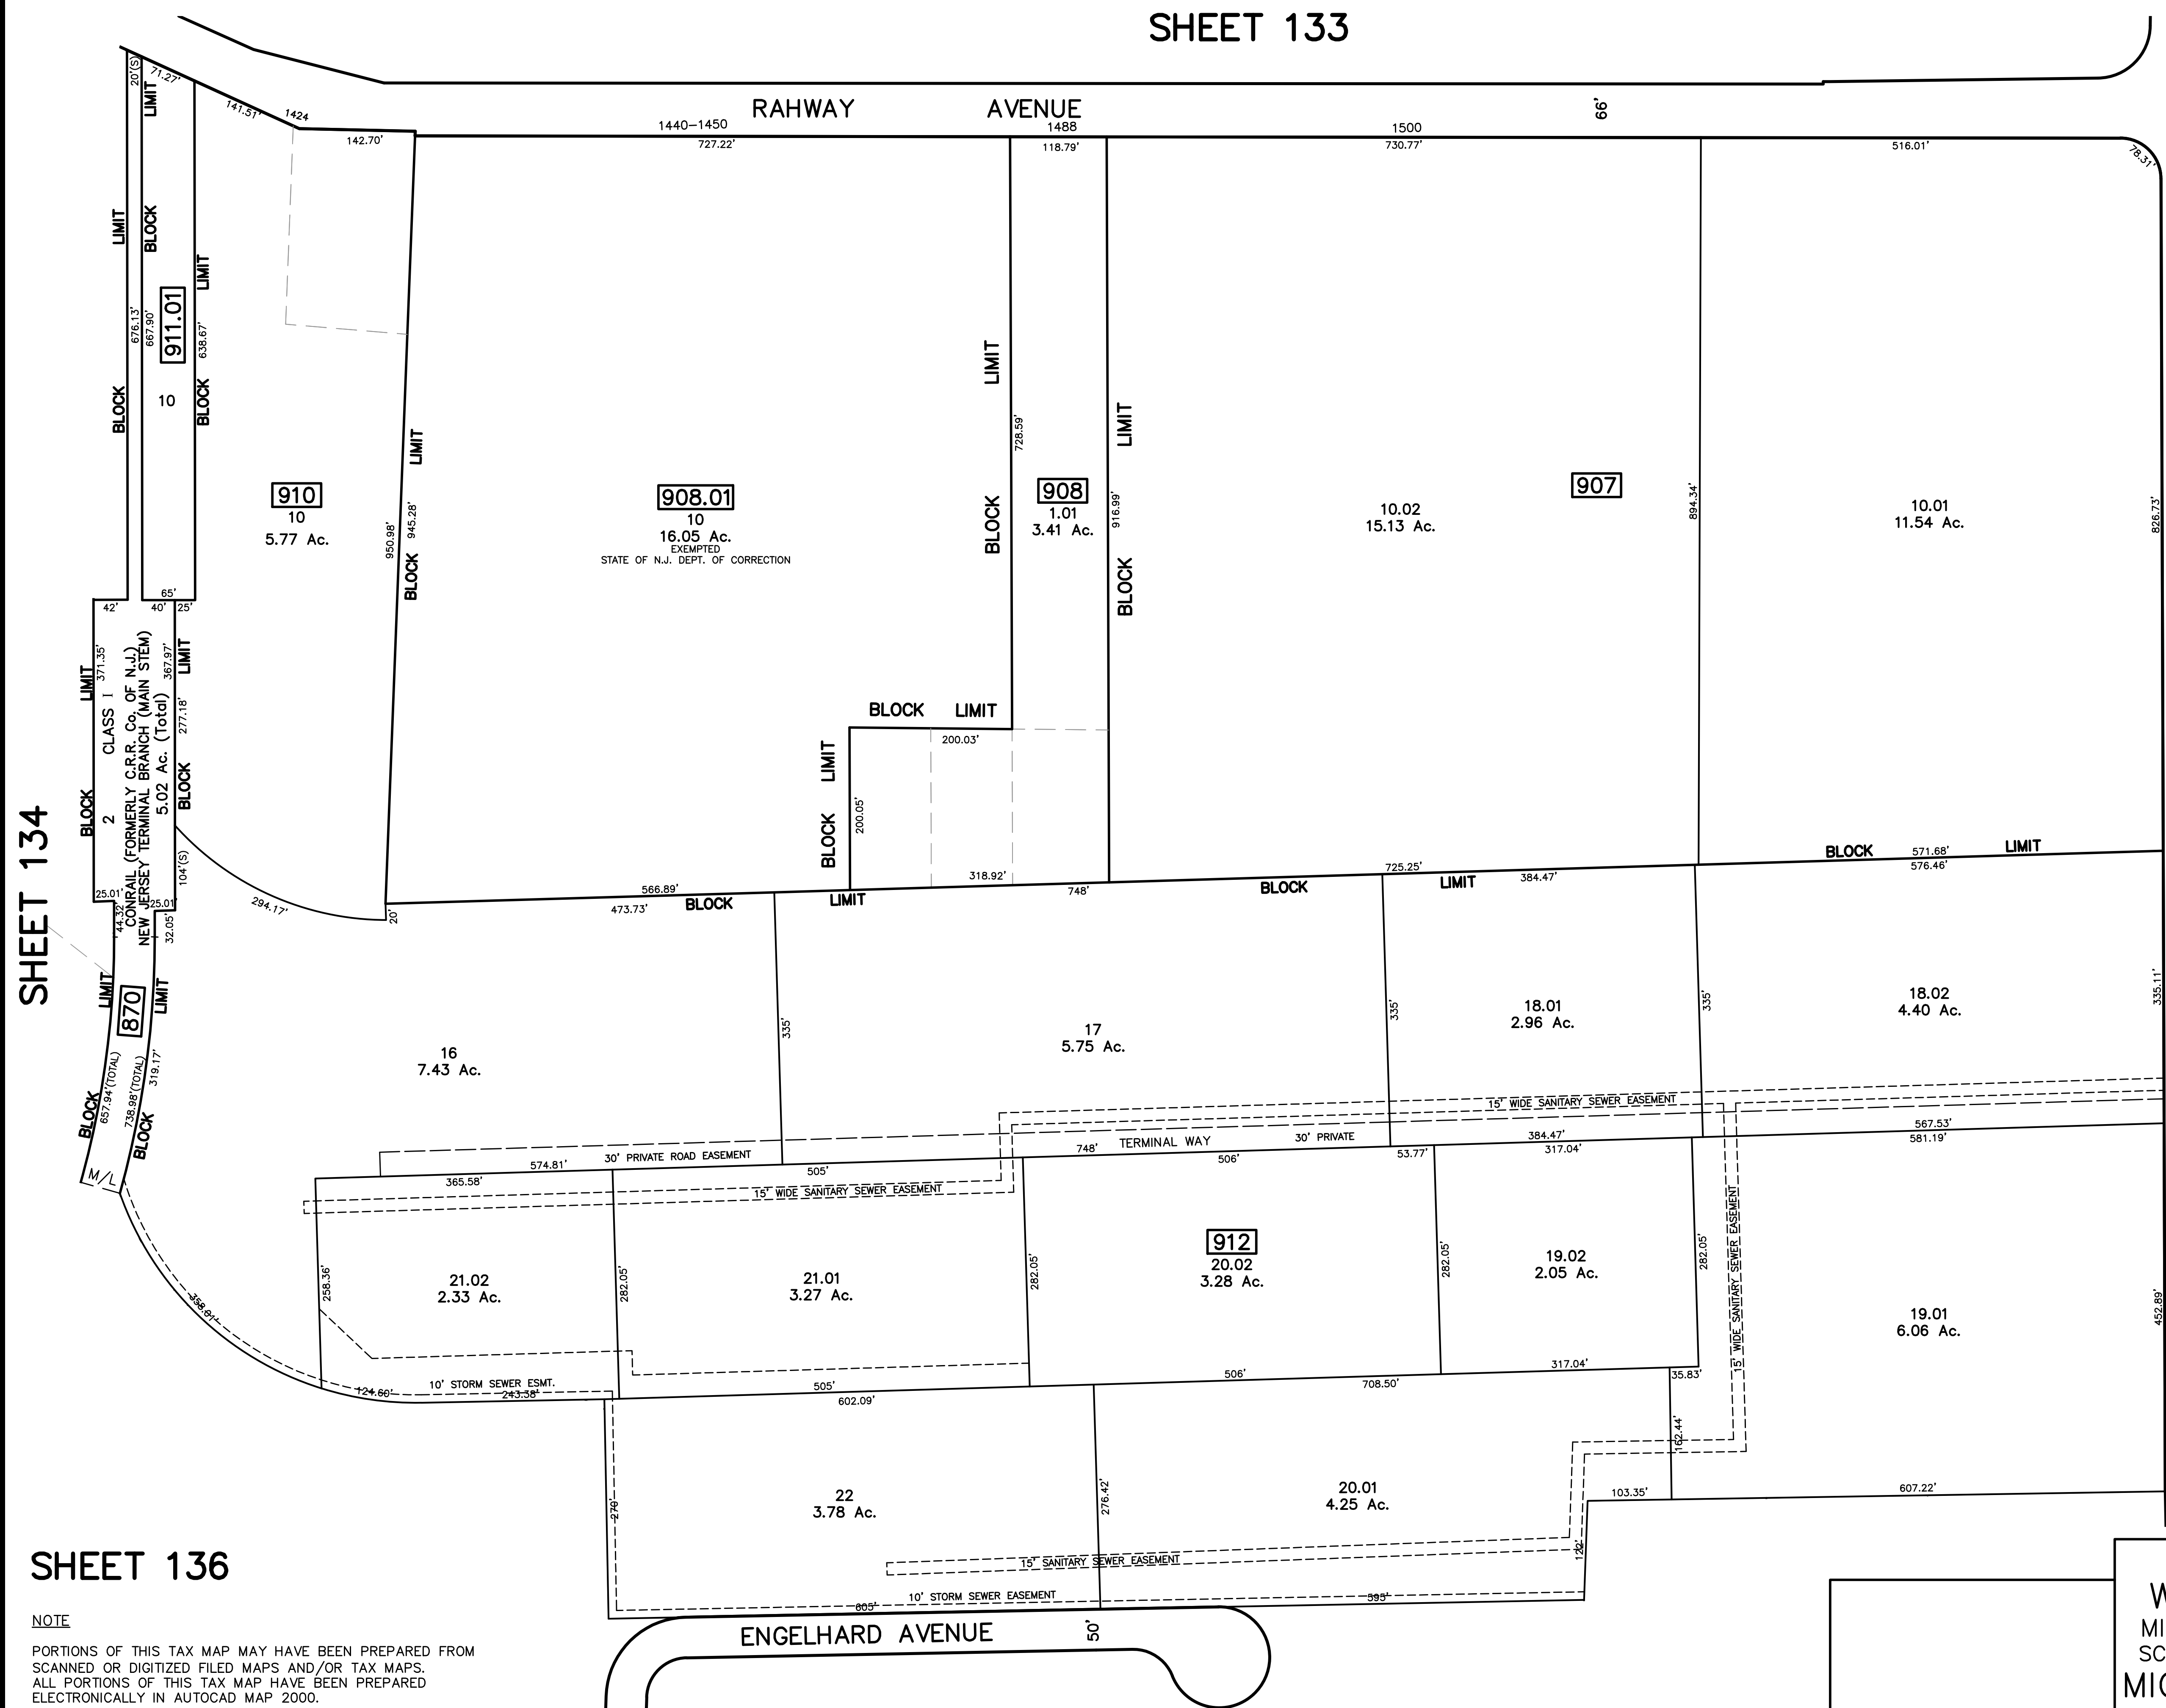 SHEET 133
RAHWAY AVENUE
66'
20'(S)
71.27'
141.51'
1424
142.70'
1440-1450
727.22'
1488
118.79'
1500
730.77'
516.01'
78.31'
LIMIT
BLOCK
LIMIT
BLOCK
LIMIT
BLOCK
676.13'
667.90'
911.01
638.67'
10
910
10
5.77 Ac.
950.98'
945.28'
BLOCK LIMIT
908.01
10
16.05 Ac.
EXEMPTED
STATE OF N.J. DEPT. OF CORRECTION
BLOCK LIMIT
728.59'
908
1.01
3.41 Ac.
916.99'
BLOCK LIMIT
10.02
15.13 Ac.
907
894.34'
10.01
11.54 Ac.
826.73'
65'
42'
40'
25'
BLOCK LIMIT
371.35'
2 CLASS I
CONRAIL (FORMERLY C.R.R. Co. OF N.J.)
NEW JERSEY TERMINAL BRANCH (MAIN STEM)
5.02 Ac. (Total)
367.97'
277.18'
BLOCK LIMIT
104'(S)
BLOCK LIMIT
200.03'
BLOCK LIMIT
200.05'
SHEET 134
25.01'
44.32'
25.01'
32.05'
294.17'
20'
566.89'
473.73'
BLOCK LIMIT
318.92'
748'
BLOCK LIMIT
725.25'
384.47'
BLOCK LIMIT
571.68'
576.46'
BLOCK LIMIT
870
BLOCK LIMIT
657.94'(TOTAL)
738.98'(TOTAL)
319.17'
M/L
16
7.43 Ac.
335'
17
5.75 Ac.
335'
18.01
2.96 Ac.
335'
18.02
4.40 Ac.
335.11'
15' WIDE SANITARY SEWER EASEMENT
30' PRIVATE ROAD EASEMENT
748'
TERMINAL WAY
30' PRIVATE
384.47'
567.53'
574.81'
365.58'
505'
506'
53.77'
317.04'
581.19'
15' WIDE SANITARY SEWER EASEMENT
258.36'
21.02
2.33 Ac.
282.05'
21.01
3.27 Ac.
282.05'
912
20.02
3.28 Ac.
282.05'
19.02
2.05 Ac.
282.05'
15' WIDE SANITARY SEWER EASEMENT
19.01
6.06 Ac.
452.89'
358.01'
124.60'
10' STORM SEWER ESMT.
243.38'
505'
602.09'
506'
708.50'
317.04'
35.83'
162.44'
270'
22
3.78 Ac.
276.42'
20.01
4.25 Ac.
103.35'
607.22'
122'
15' SANITARY SEWER EASEMENT
10' STORM SEWER EASEMENT
605'
595'
ENGELHARD AVENUE
50'
SHEET 136
NOTE
PORTIONS OF THIS TAX MAP MAY HAVE BEEN PREPARED FROM
SCANNED OR DIGITIZED FILED MAPS AND/OR TAX MAPS.
ALL PORTIONS OF THIS TAX MAP HAVE BEEN PREPARED
ELECTRONICALLY IN AUTOCAD MAP 2000.